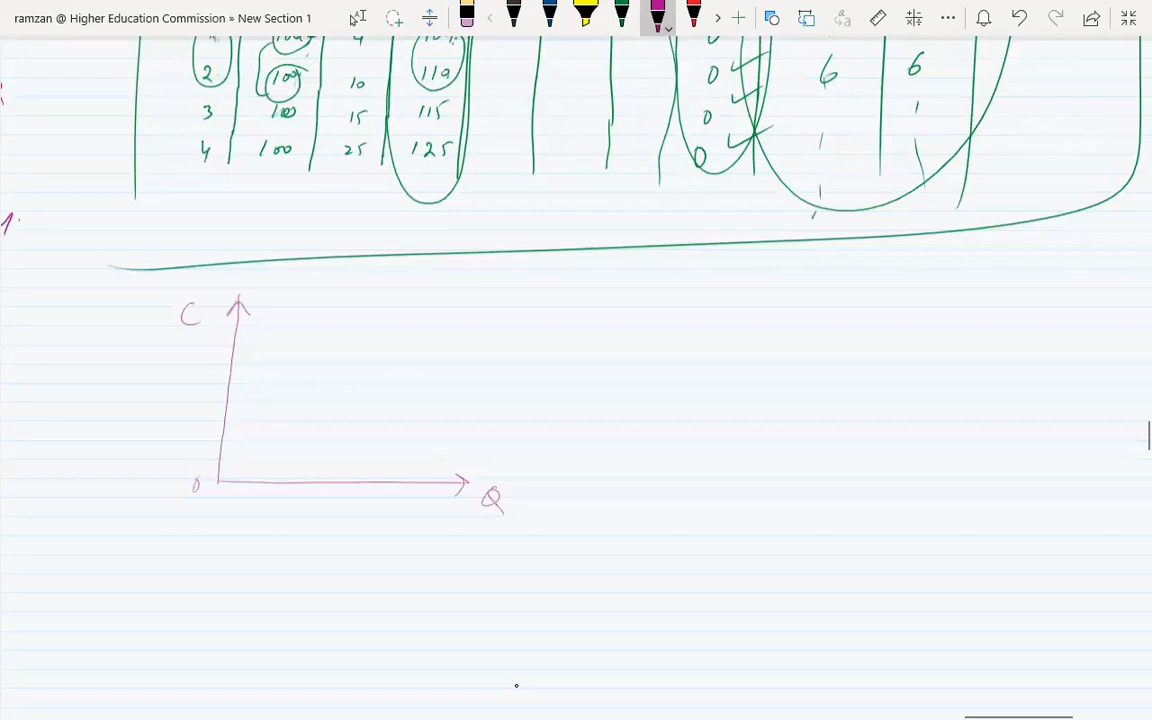 ramzan @ Higher Education Commission » New Section 1
2 100 10 110 0 6 6
3 100 15 115 0
4 100 25 125 0
C
0
Q